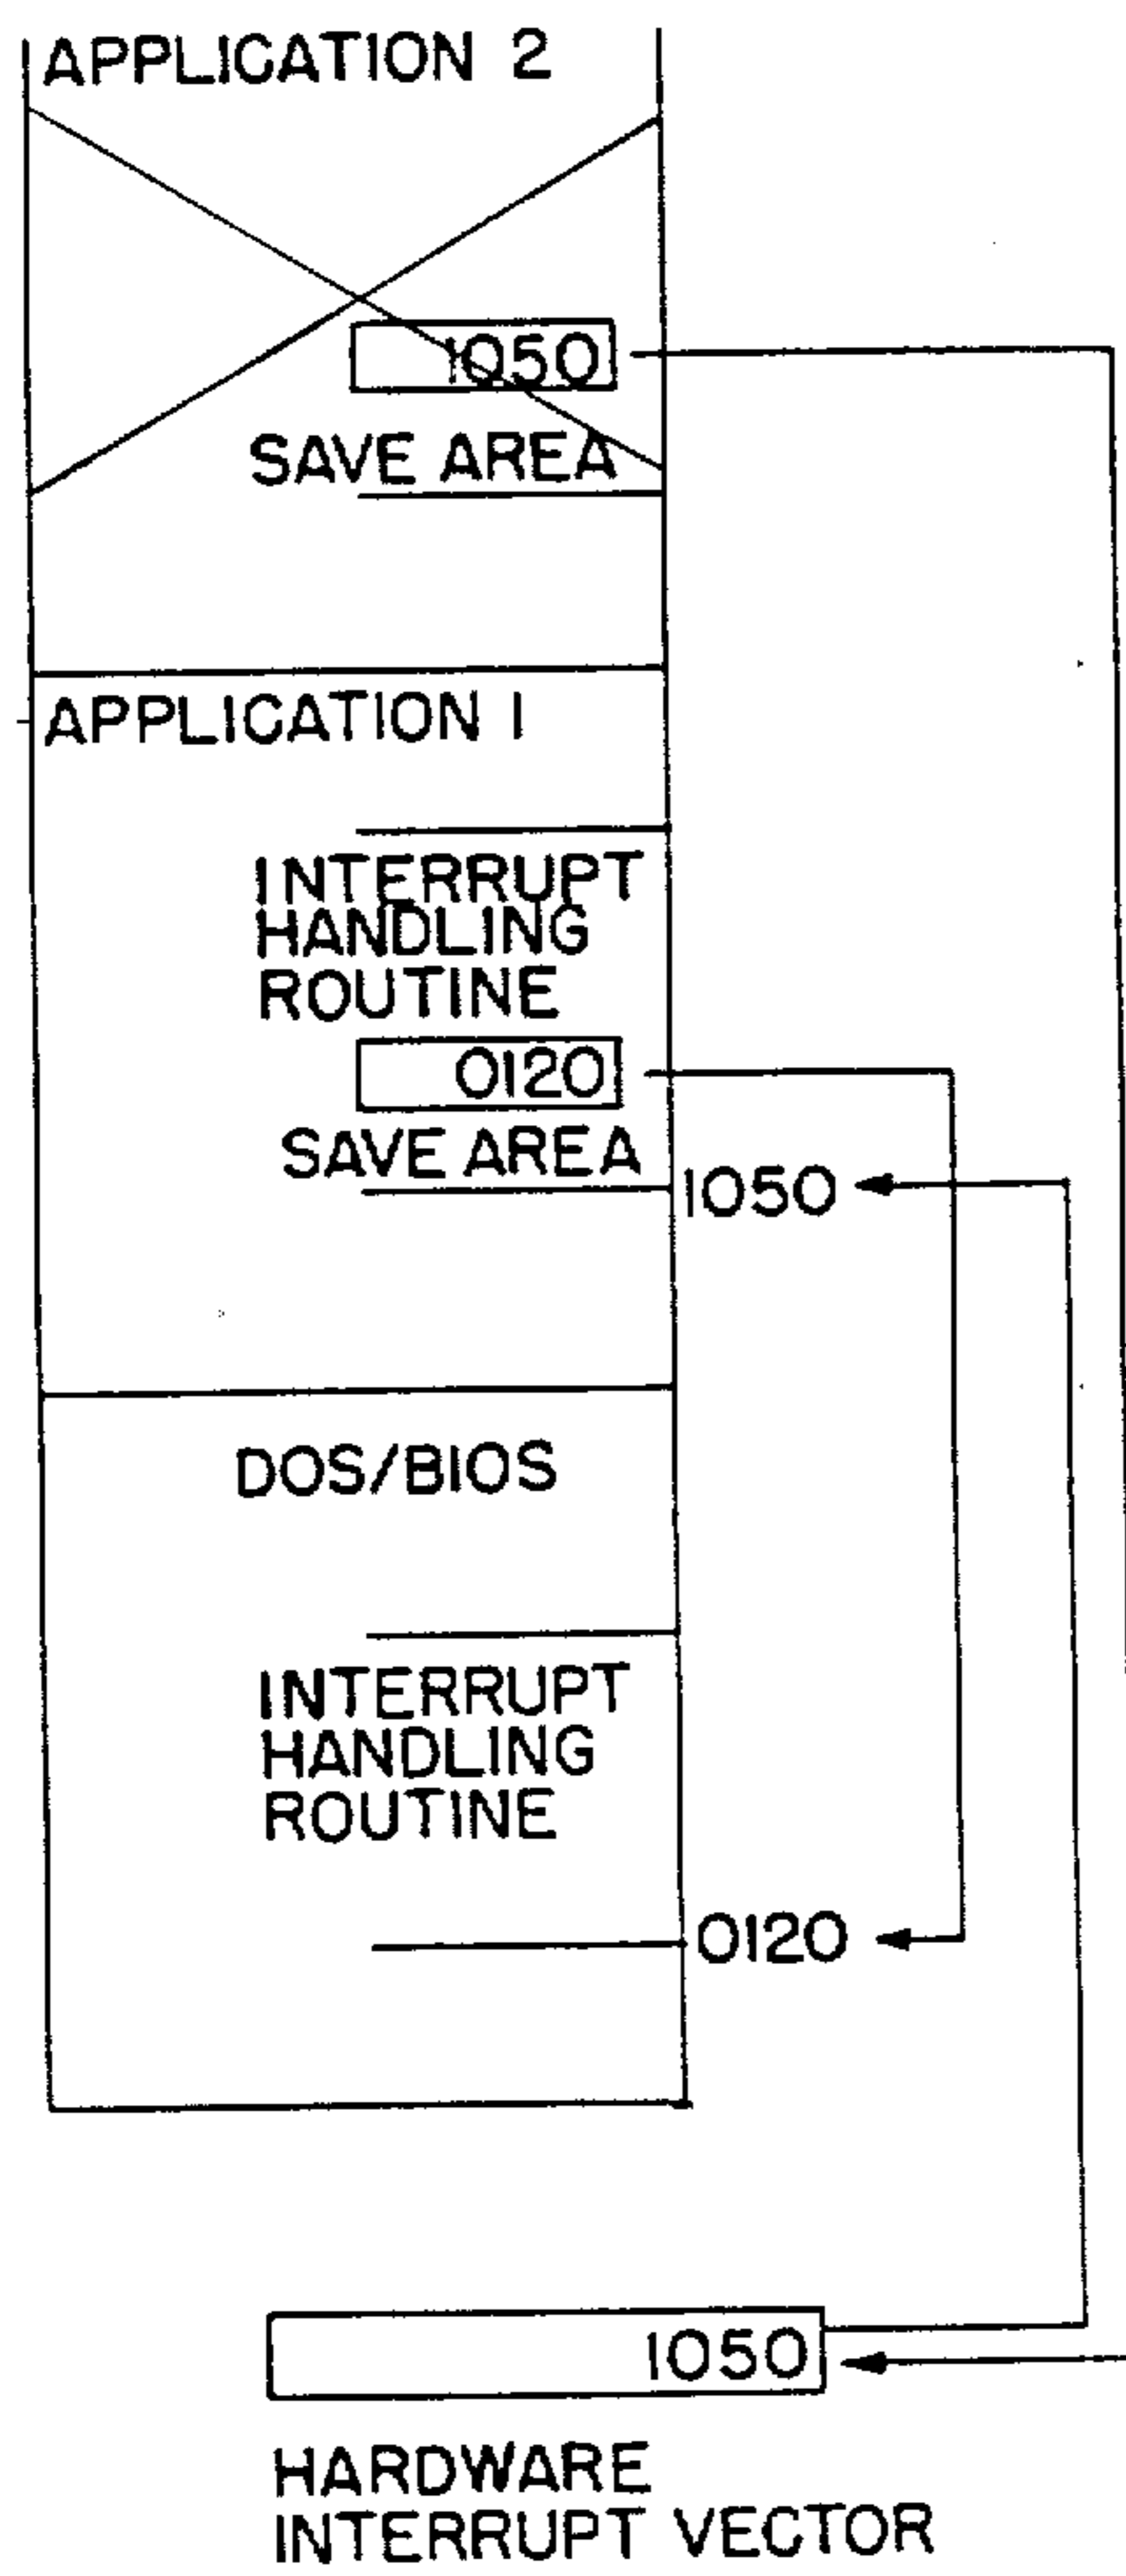 APPLICATION 2
1050
SAVE AREA
APPLICATION 1
INTERRUPT
HANDLING
ROUTINE
0120
SAVE AREA
1050
DOS/BIOS
INTERRUPT
HANDLING
ROUTINE
0120
1050
HARDWARE
INTERRUPT VECTOR